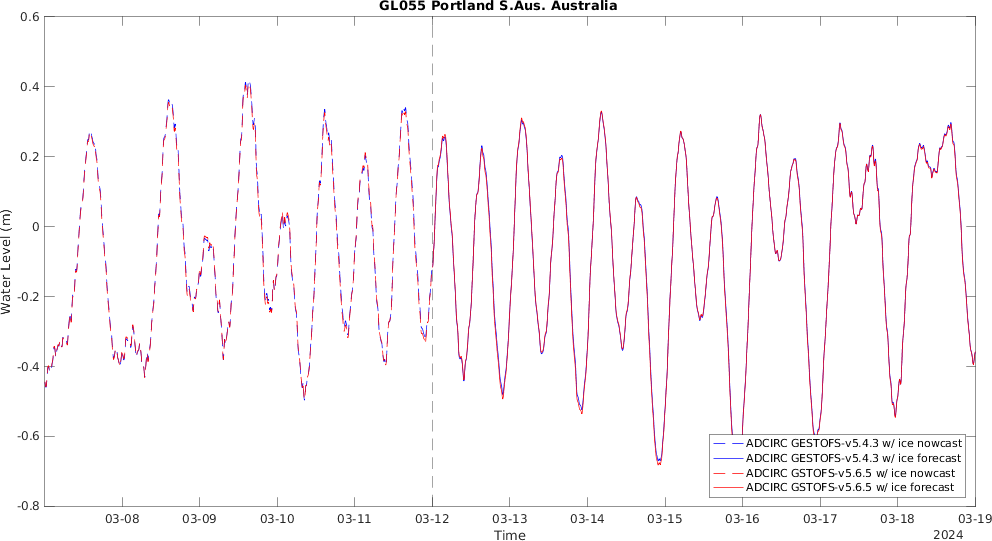 GL055 Portland S.Aus. Australia
0.6
0.4
0.2
0
-0.2
-0.4
-0.6
-0.8
Water Level (m)
ADCIRC GESTOFS-v5.4.3 w/ ice nowcast
ADCIRC GESTOFS-v5.4.3 w/ ice forecast
ADCIRC GSTOFS-v5.6.5 w/ ice nowcast
ADCIRC GSTOFS-v5.6.5 w/ ice forecast
03-08 03-09 03-10 03-11 03-12 03-13 03-14 03-15 03-16 03-17 03-18 03-19
Time
2024